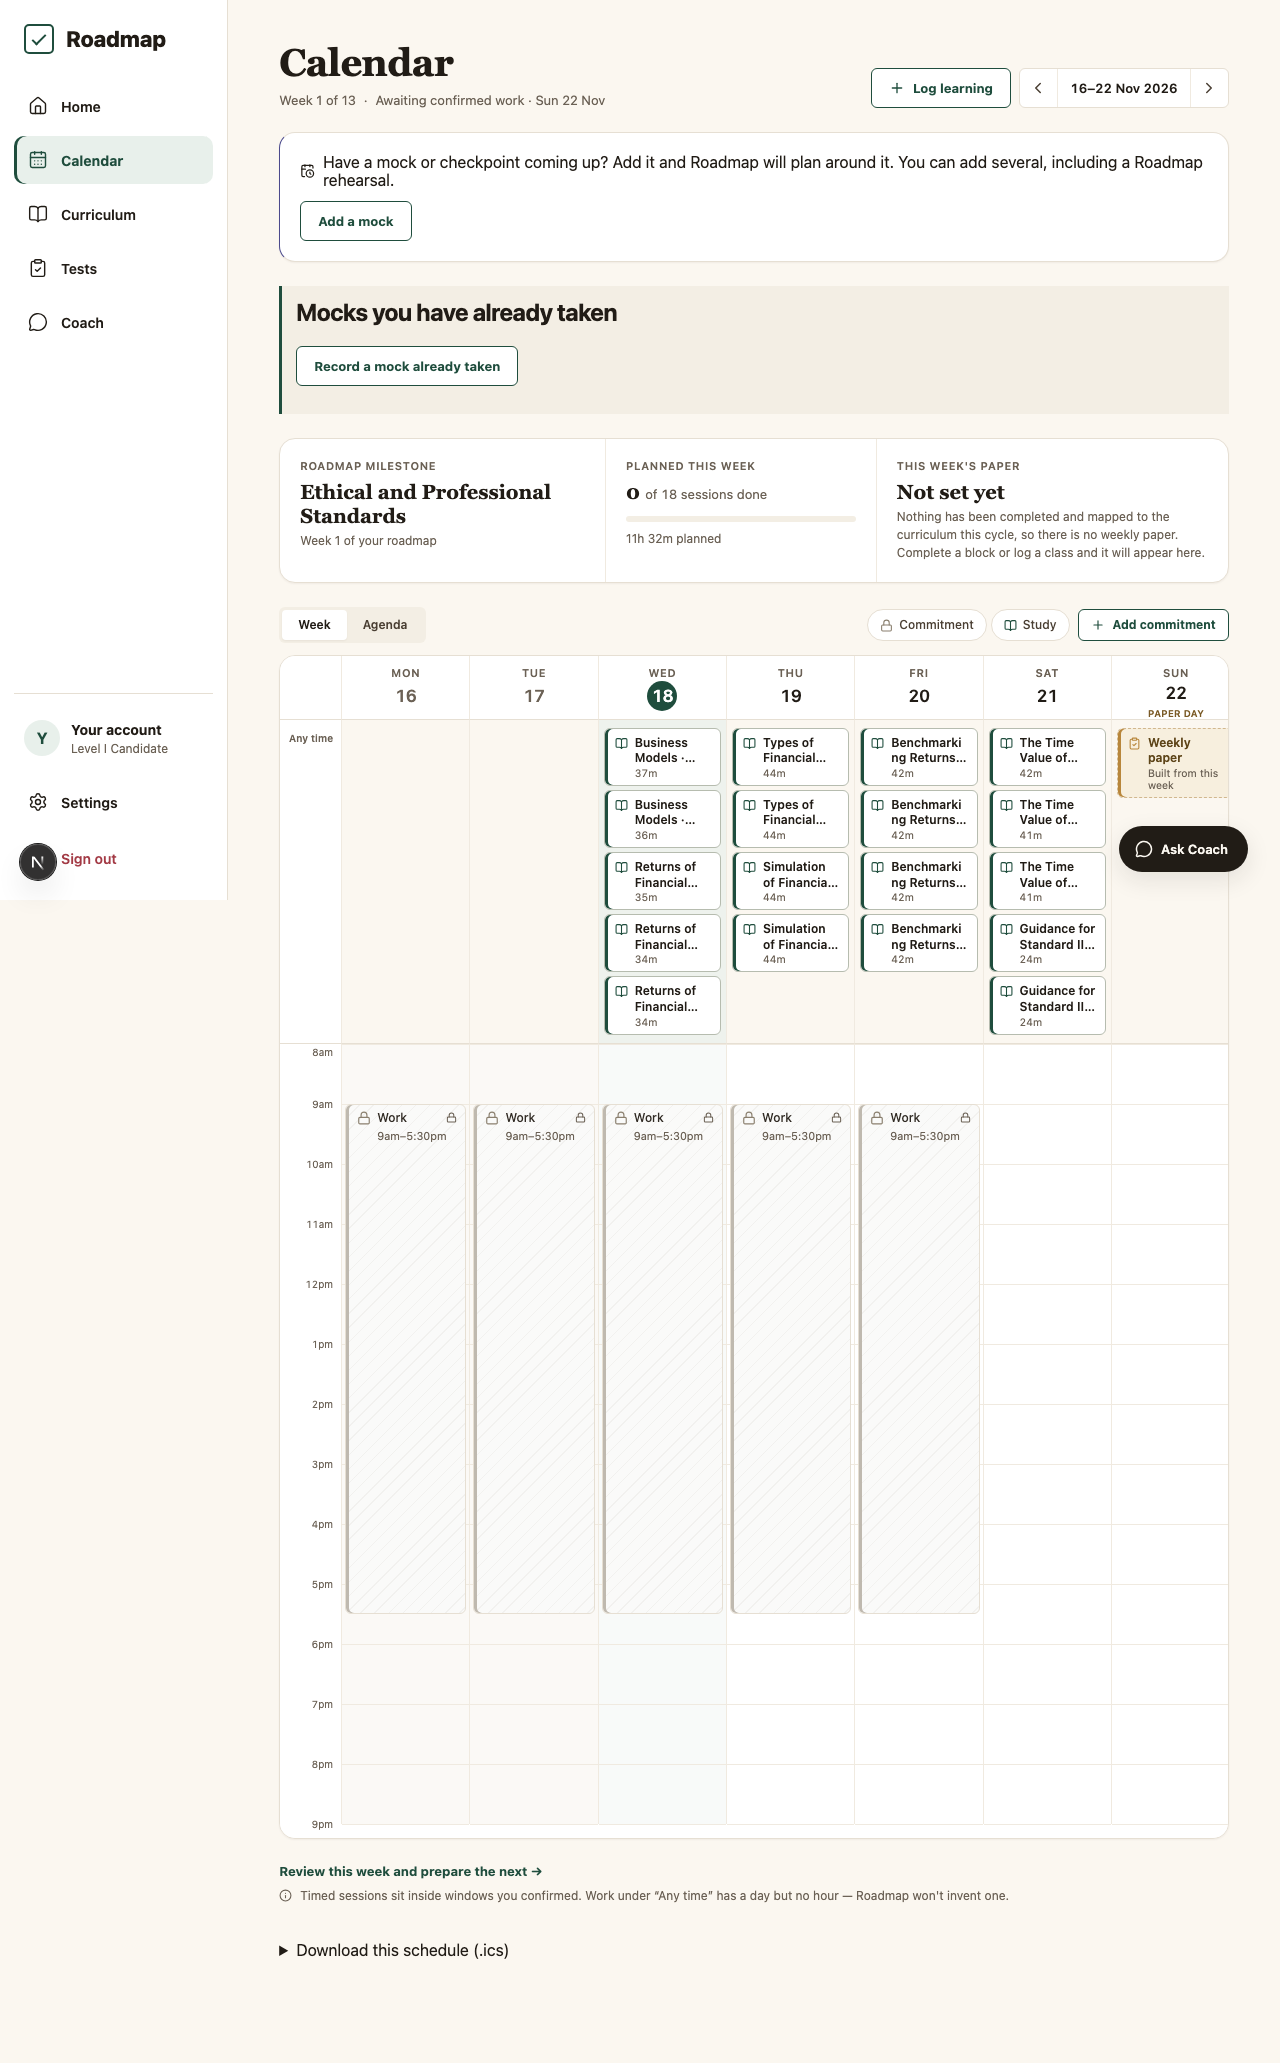 Roadmap
Home
Calendar
Curriculum
Tests
Coach
Y
Your account
Level I Candidate
Settings
N
Sign out
Calendar
Week 1 of 13 · Awaiting confirmed work · Sun 22 Nov
Log learning
16–22 Nov 2026
Have a mock or checkpoint coming up? Add it and Roadmap will plan around it. You can add several, including a Roadmap
rehearsal.
Add a mock
Mocks you have already taken
Record a mock already taken
ROADMAP MILESTONE
Ethical and Professional
Standards
Week 1 of your roadmap
PLANNED THIS WEEK
0 of 18 sessions done
11h 32m planned
THIS WEEK'S PAPER
Not set yet
Nothing has been completed and mapped to the
curriculum this cycle, so there is no weekly paper.
Complete a block or log a class and it will appear here.
Week
Agenda
Commitment
Study
Add commitment
MON
16
TUE
17
WED
18
THU
19
FRI
20
SAT
21
SUN
22
PAPER DAY
Any time
Business
Models ·...
37m
Business
Models ·...
36m
Returns of
Financial...
35m
Returns of
Financial...
34m
Returns of
Financial...
34m
Types of
Financial...
44m
Types of
Financial...
44m
Simulation
of Financia...
44m
Simulation
of Financia...
44m
Benchmarki
ng Returns...
42m
Benchmarki
ng Returns...
42m
Benchmarki
ng Returns...
42m
Benchmarki
ng Returns...
42m
The Time
Value of...
42m
The Time
Value of...
41m
The Time
Value of...
41m
Guidance for
Standard II...
24m
Guidance for
Standard II...
24m
Weekly
paper
Built from this
week
Ask Coach
8am
9am
10am
11am
12pm
1pm
2pm
3pm
4pm
5pm
6pm
7pm
8pm
9pm
Work
9am–5:30pm
Work
9am–5:30pm
Work
9am–5:30pm
Work
9am–5:30pm
Work
9am–5:30pm
Review this week and prepare the next →
Timed sessions sit inside windows you confirmed. Work under “Any time” has a day but no hour — Roadmap won't invent one.
Download this schedule (.ics)